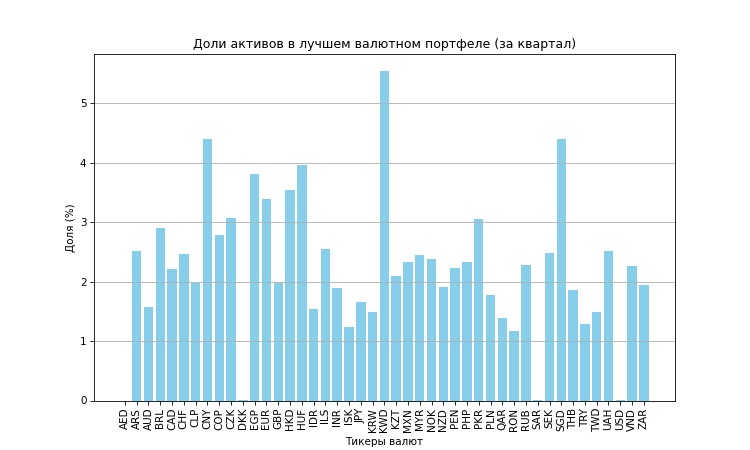 Доли активов в лучшем валютном портфеле (за квартал)
Доля (%)
5
4
3
2
1
0
AED ARS AUD BRL CAD CHF CLP CNY COP CZK DKK EGP EUR GBP HKD HUF IDR ILS INR ISK JPY KRW KWD KZT MXN MYR NOK NZD PEN PHP PKR PLN QAR RON RUB SAR SEK SGD THB TRY TWD UAH USD VND ZAR
Тикеры валют